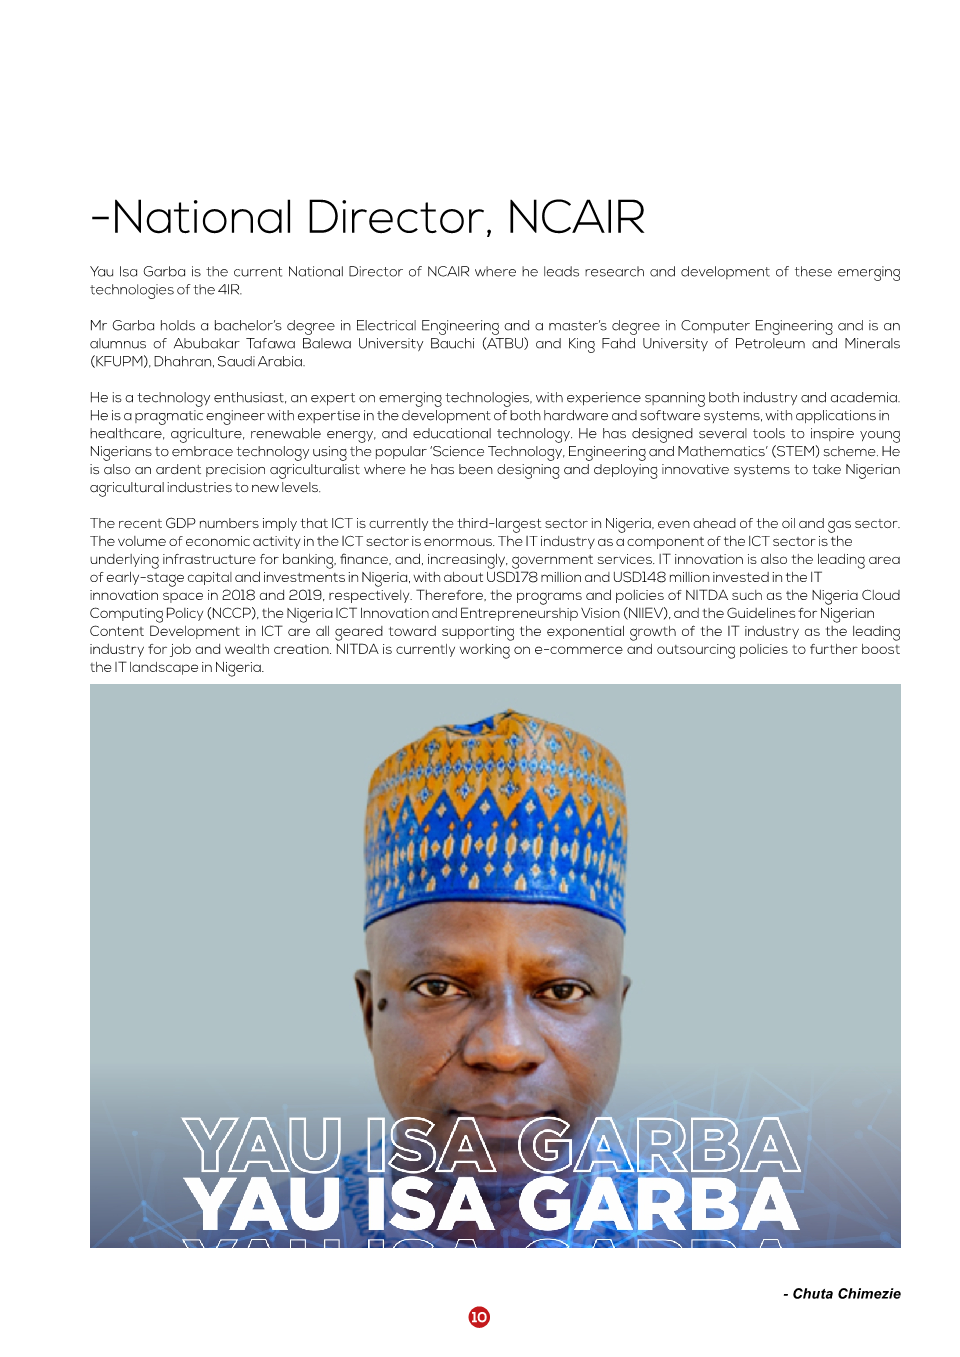 -National Director, NCAIR
Yau Isa Garba is the current National Director of NCAIR where he leads research and development of these emerging
technologies of the 4IR.
Mr Garba holds a bachelor's degree in Electrical Engineering and a master's degree in Computer Engineering and is an
alumnus of Abubakar Tafawa Balewa University Bauchi (ATBU) and King Fahd University of Petroleum and Minerals
(KFUPM), Dhahran, Saudi Arabia.
He is a technology enthusiast, an expert on emerging technologies, with experience spanning both industry and academia.
He is a pragmatic engineer with expertise in the development of both hardware and software systems, with applications in
healthcare, agriculture, renewable energy, and educational technology. He has designed several tools to inspire young
Nigerians to embrace technology using the popular 'Science Technology, Engineering and Mathematics' (STEM) scheme. He
is also an ardent precision agriculturalist where he has been designing and deploying innovative systems to take Nigerian
agricultural industries to new levels.
The recent GDP numbers imply that ICT is currently the third-largest sector in Nigeria, even ahead of the oil and gas sector.
The volume of economic activity in the ICT sector is enormous. The IT industry as a component of the ICT sector is the
underlying infrastructure for banking, finance, and, increasingly, government services. IT innovation is also the leading area
of early-stage capital and investments in Nigeria, with about USD178 million and USD148 million invested in the IT
innovation space in 2018 and 2019, respectively. Therefore, the programs and policies of NITDA such as the Nigeria Cloud
Computing Policy (NCCP), the Nigeria ICT Innovation and Entrepreneurship Vision (NIIEV), and the Guidelines for Nigerian
Content Development in ICT are all geared toward supporting the exponential growth of the IT industry as the leading
industry for job and wealth creation. NITDA is currently working on e-commerce and outsourcing policies to further boost
the IT landscape in Nigeria.
YAU ISA GARBA
YAU ISA GARBA
YAU ISA GARBA
- Chuta Chimezie
10